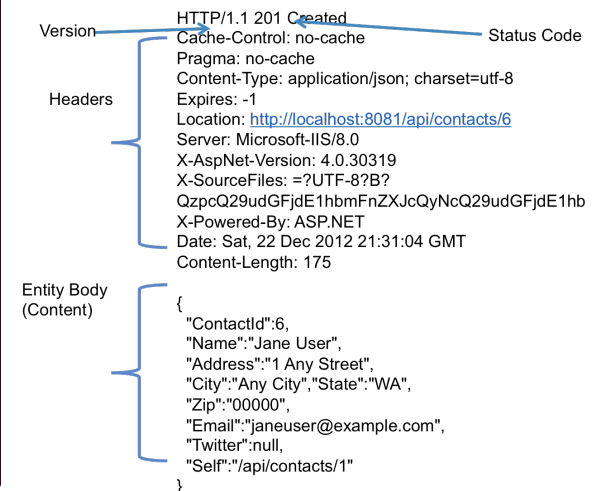 HTTP/1.1 201 Created
Version
Status Code
Cache-Control: no-cache
Pragma: no-cache
Content-Type: application/json; charset=utf-8
Headers
Expires: -1
Location: http://localhost:8081/api/contacts/6
Server: Microsoft-IIS/8.0
X-AspNet-Version: 4.0.30319
X-SourceFiles: =?UTF-8?B?
QzpcQ29udGFjdE1hbmFnZXJcQyNcQ29udGFjdE1hb
X-Powered-By: ASP.NET
Date: Sat, 22 Dec 2012 21:31:04 GMT
Content-Length: 175
Entity Body
(Content)
{
"ContactId":6,
"Name":"Jane User",
"Address":"1 Any Street",
"City":"Any City","State":"WA",
"Zip":"00000",
"Email":"janeuser@example.com",
"Twitter":null,
"Self":"/api/contacts/1"
}